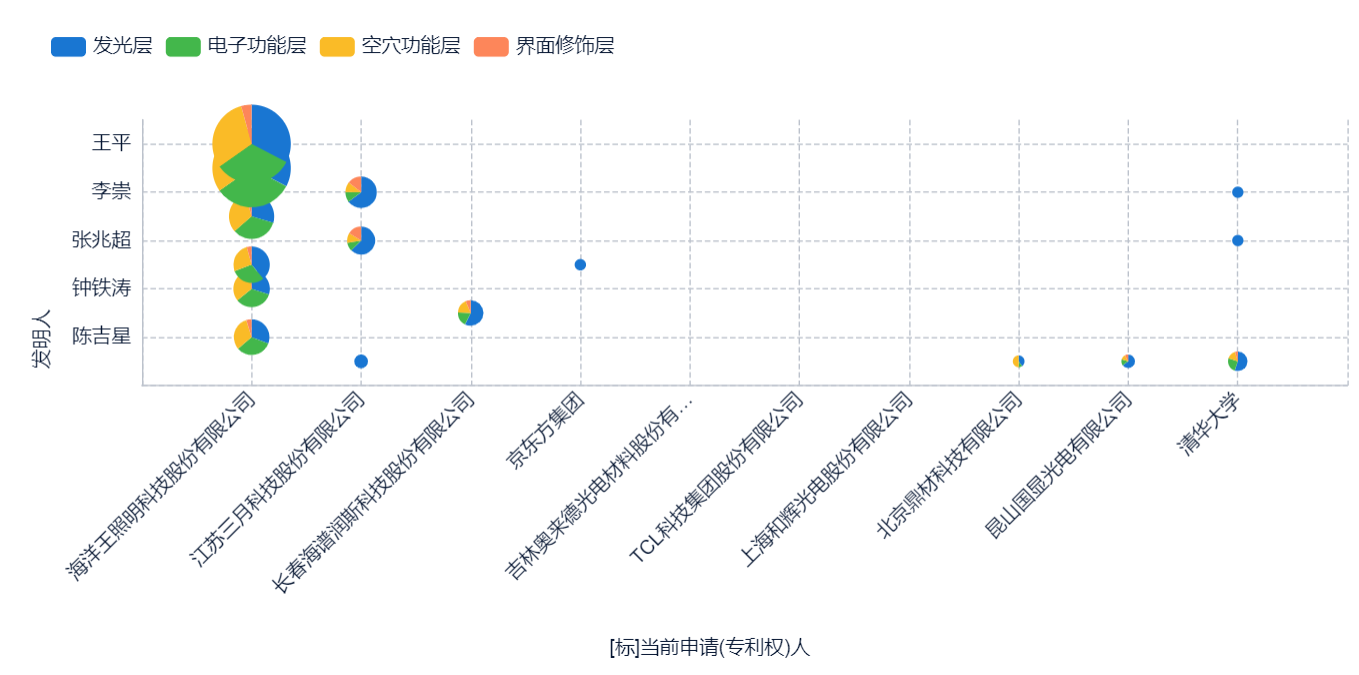 发光层 电子功能层 空穴功能层 界面修饰层
王平
李崇
张兆超
钟铁涛
陈吉星
发明人
海洋王照明科技股份有限公司
江苏三月科技股份有限公司
长春海谱润斯科技股份有限公司
京东方集团
吉林奥来德光电材料股份有…
TCL科技集团股份有限公司
上海和辉光电股份有限公司
北京鼎材科技有限公司
昆山国显光电有限公司
清华大学
[标]当前申请(专利权)人